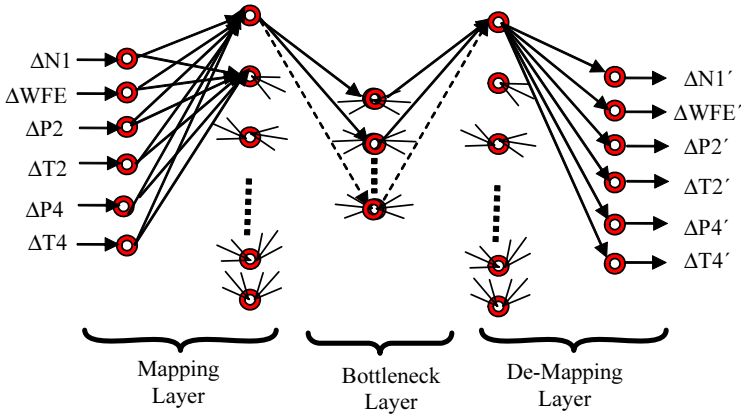 ΔN1
ΔWFE
ΔP2
ΔT2
ΔP4
ΔT4
ΔN1´
ΔWFE´
ΔP2´
ΔT2´
ΔP4´
ΔT4´
Mapping
Layer
Bottleneck
Layer
De-Mapping
Layer